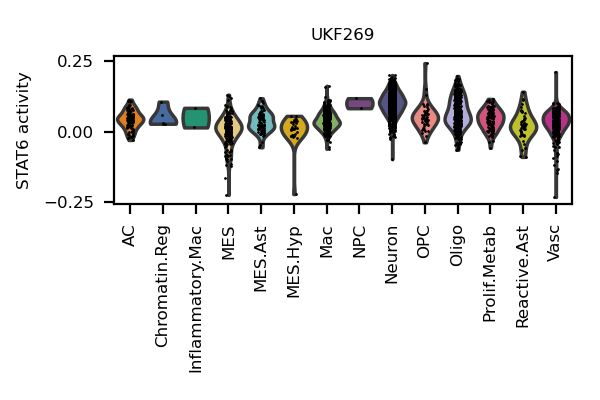 UKF269
STAT6 activity
0.25
0.00
−0.25
AC
Chromatin.Reg
Inflammatory.Mac
MES
MES.Ast
MES.Hyp
Mac
NPC
Neuron
OPC
Oligo
Prolif.Metab
Reactive.Ast
Vasc